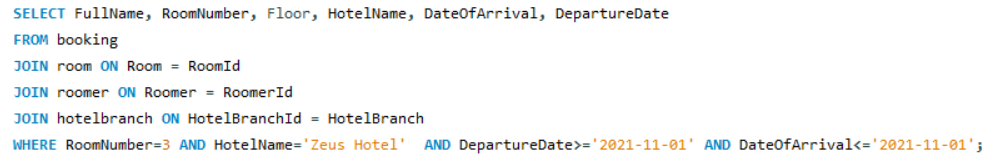 SELECT FullName, RoomNumber, Floor, HotelName, DateOfArrival, DepartureDate
FROM booking
JOIN room ON Room = RoomId
JOIN roomer ON Roomer = RoomerId
JOIN hotelbranch ON HotelBranchId = HotelBranch
WHERE RoomNumber=3 AND HotelName='Zeus Hotel'  AND DepartureDate>='2021-11-01' AND DateOfArrival<='2021-11-01';